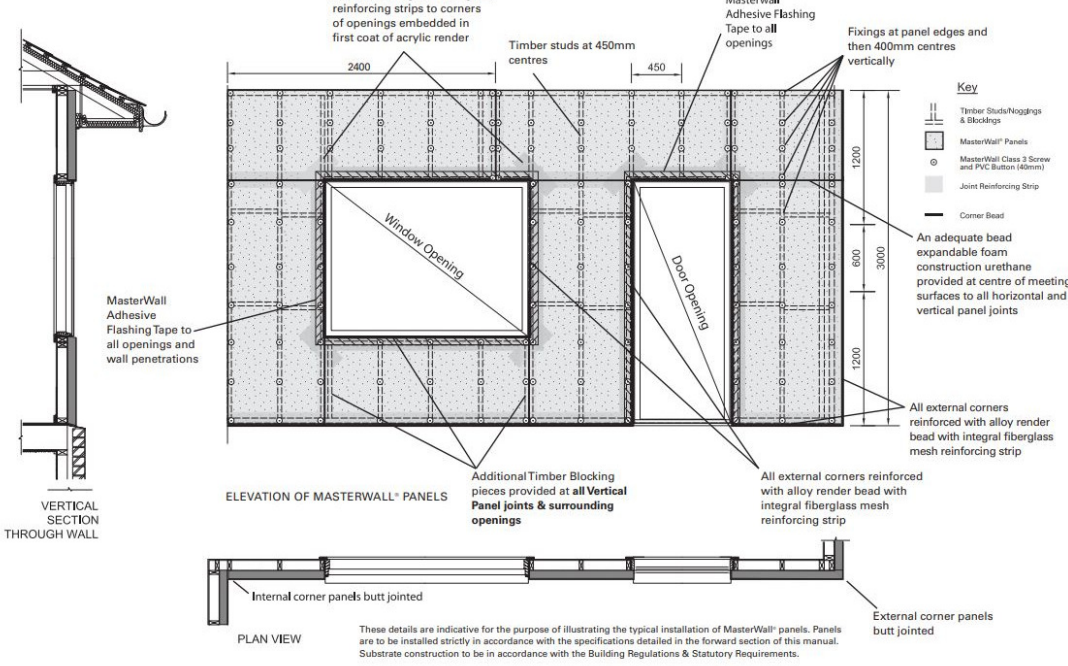 reinforcing strips to corners
of openings embedded in
first coat of acrylic render
MasterWall
Adhesive Flashing
Tape to all
openings
Timber studs at 450mm
centres
Fixings at panel edges and
then 400mm centres
vertically
2400
450
Key
Timber Studs/Noggings
& Blockings
MasterWall® Panels
MasterWall Class 3 Screw
and PVC Button (40mm)
Joint Reinforcing Strip
Corner Bead
1200
600
3000
1200
Window Opening
Door Opening
An adequate bead
expandable foam
construction urethane
provided at centre of meeting
surfaces to all horizontal and
vertical panel joints
MasterWall
Adhesive
Flashing Tape to
all openings and
wall penetrations
All external corners
reinforced with alloy render
bead with integral fiberglass
mesh reinforcing strip
ELEVATION OF MASTERWALL® PANELS
Additional Timber Blocking
pieces provided at all Vertical
Panel joints & surrounding
openings
All external corners reinforced
with alloy render bead with
integral fiberglass mesh
reinforcing strip
VERTICAL
SECTION
THROUGH WALL
Internal corner panels butt jointed
External corner panels
butt jointed
PLAN VIEW
These details are indicative for the purpose of illustrating the typical installation of MasterWall® panels. Panels
are to be installed strictly in accordance with the specifications detailed in the forward section of this manual.
Substrate construction to be in accordance with the Building Regulations & Statutory Requirements.